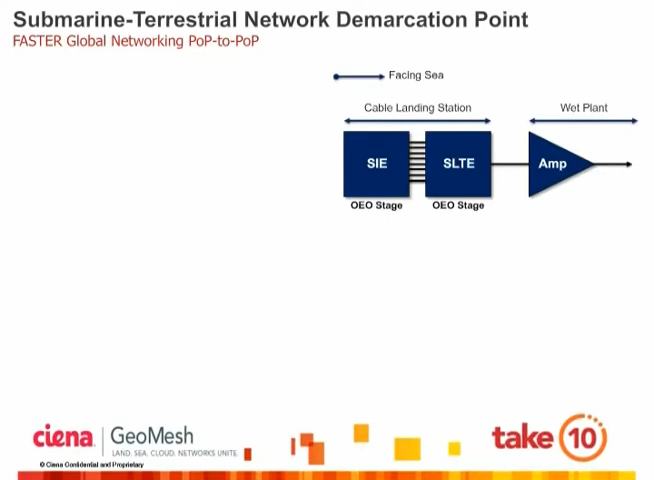 Submarine-Terrestrial Network Demarcation Point
FASTER Global Networking PoP-to-PoP
Facing Sea
Cable Landing Station
Wet Plant
SIE
SLTE
Amp
OEO Stage
OEO Stage
ciena
GeoMesh
LAND. SEA. CLOUD. NETWORKS UNITE.
take 10
© Ciena Confidential and Proprietary